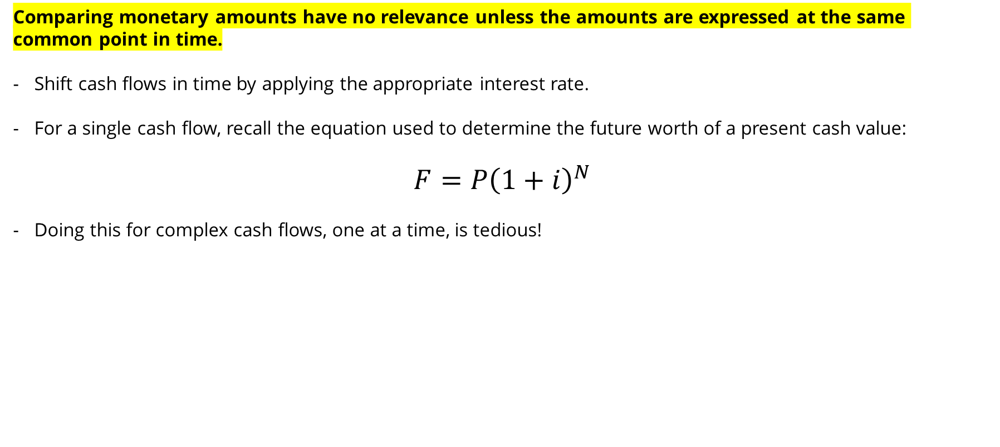 Comparing monetary amounts have no relevance unless the amounts are expressed at the same
common point in time.
- Shift cash flows in time by applying the appropriate interest rate.
- For a single cash flow, recall the equation used to determine the future worth of a present cash value:
F = P(1 + i)^N
- Doing this for complex cash flows, one at a time, is tedious!